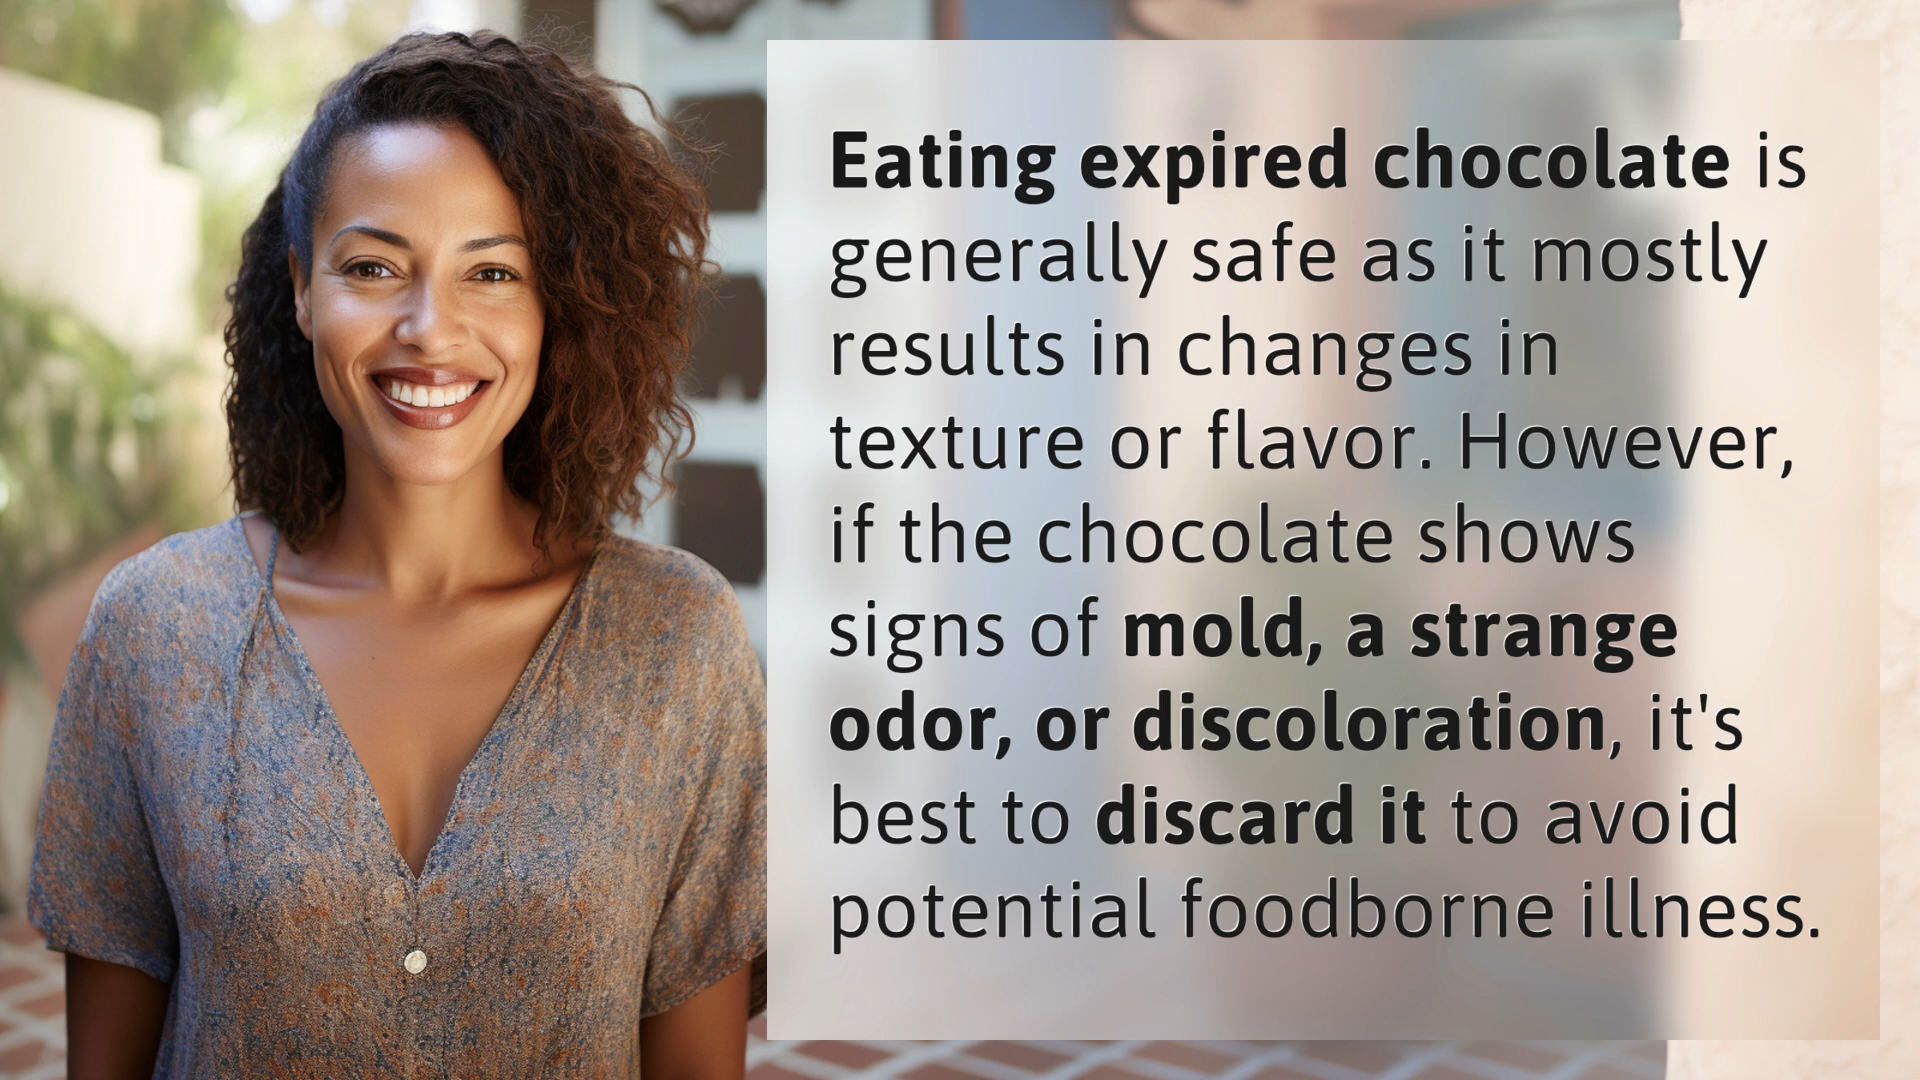 Eating expired chocolate is
generally safe as it mostly
results in changes in
texture or flavor. However,
if the chocolate shows
signs of mold, a strange
odor, or discoloration, it's
best to discard it to avoid
potential foodborne illness.